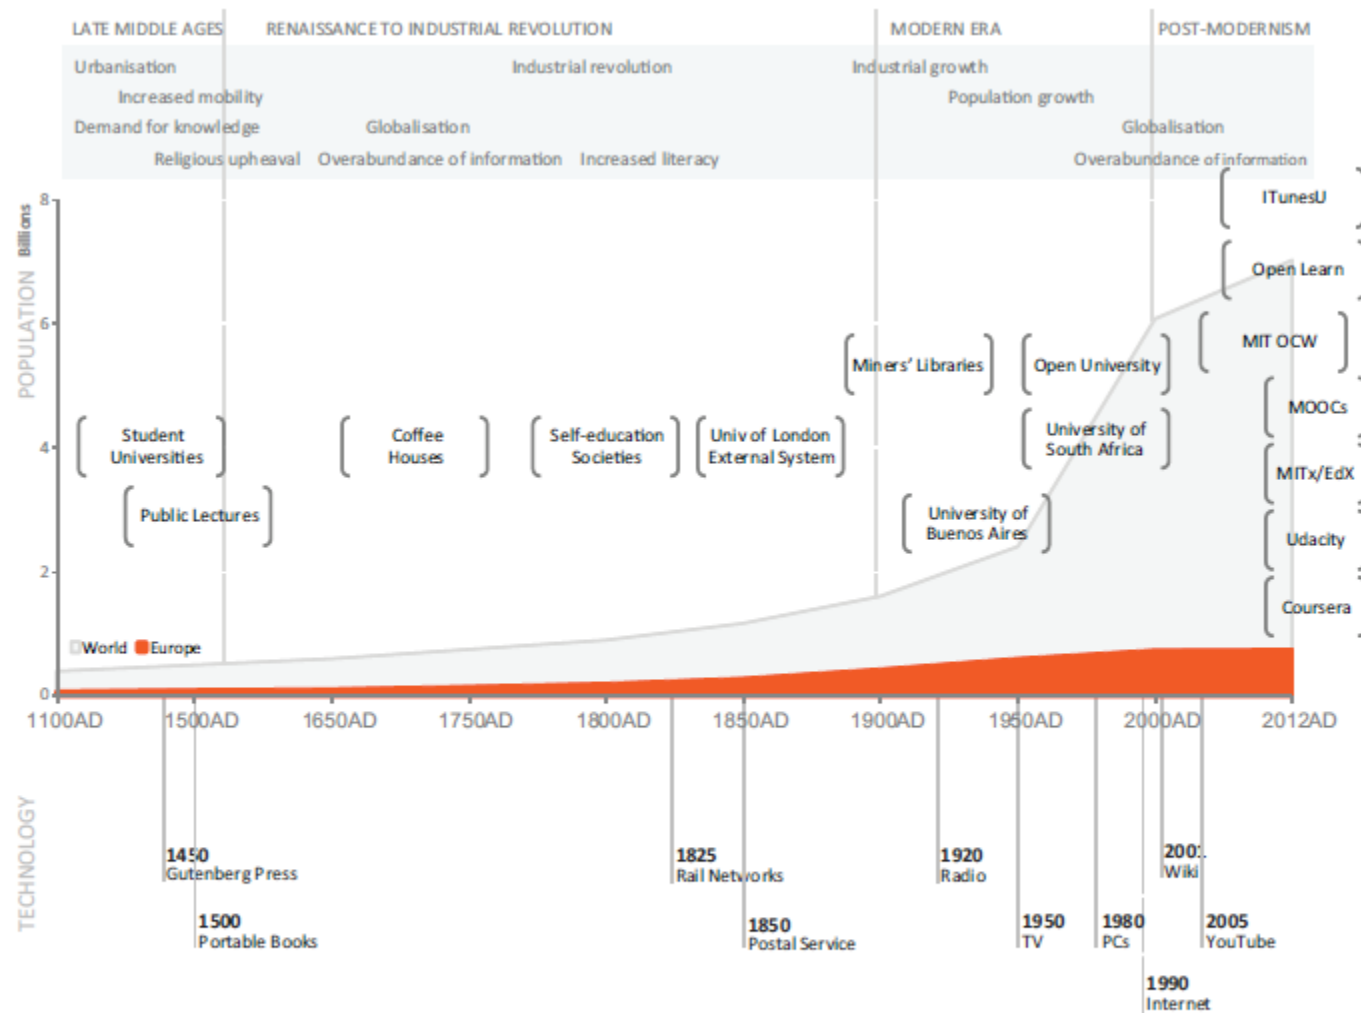 LATE MIDDLE AGES RENAISSANCE TO INDUSTRIAL REVOLUTION MODERN ERA POST-MODERNISM
Urbanisation Industrial revolution Industrial growth
Increased mobility Population growth
Demand for knowledge Globalisation Globalisation
Religious upheaval Overabundance of information Increased literacy Overabundance of information
POPULATION Billions
8
6
4
2
0
ITunesU
Open Learn
MIT OCW
Miners' Libraries Open University
MOOCs
Student
Universities
Coffee
Houses
Self-education
Societies
Univ of London
External System
University of
South Africa
MITx/EdX
Public Lectures
University of
Buenos Aires
Udacity
Coursera
World Europe
1100AD 1500AD 1650AD 1750AD 1800AD 1850AD 1900AD 1950AD 2000AD 2012AD
TECHNOLOGY
1450
Gutenberg Press
1825
Rail Networks
1920
Radio
2001
Wiki
1500
Portable Books
1850
Postal Service
1950
TV
1980
PCs
2005
YouTube
1990
Internet